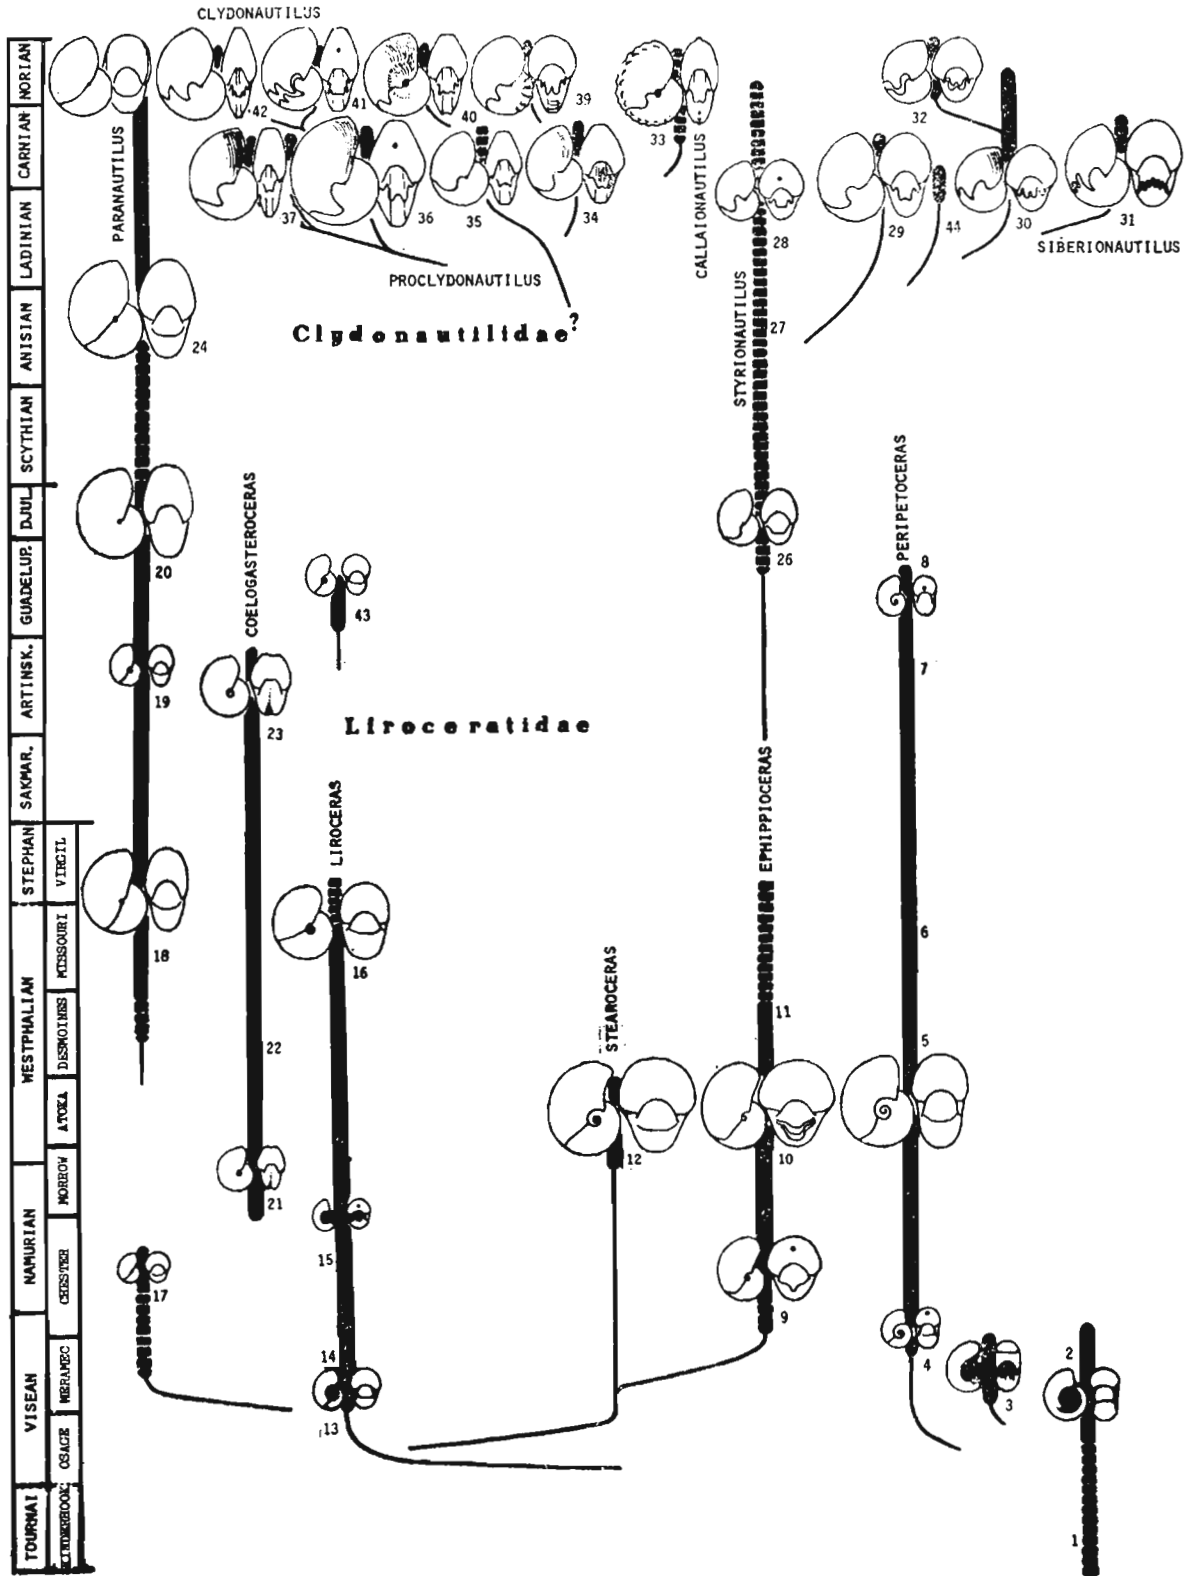 CLYDONAUTILUS
NORIAN
CARNIAN
LADINIAN
ANISIAN
SCYTHIAN
DJUL.
GUADELUP.
ARTINSK.
SAKMAR.
STEPHAN
WESTPHALIAN
NAMURIAN
VISEAN
TOURNAI
VIRGIL
MISSOURI
DESMOINES
ATOKA
MORROW
CHESTER
MERAMEC
OSAGE
KINDERHOOK
42
41
40
39
33
32
37
36
35
34
28
29
44
30
31
PARANAUTILUS
CALLAIONAUTILUS
SIBERIONAUTILUS
PROCLYDONAUTILUS
Clydonautilidae?
STYRIONAUTILUS
27
24
COELOGASTEROCERAS
PERIPETOCERAS
20
26
8
43
7
19
23
Liroceratidae
LIROCERAS
EPHIPPIOCERAS
18
16
6
STEAROCERAS
11
22
5
12
10
21
15
17
9
14
4
2
13
3
1